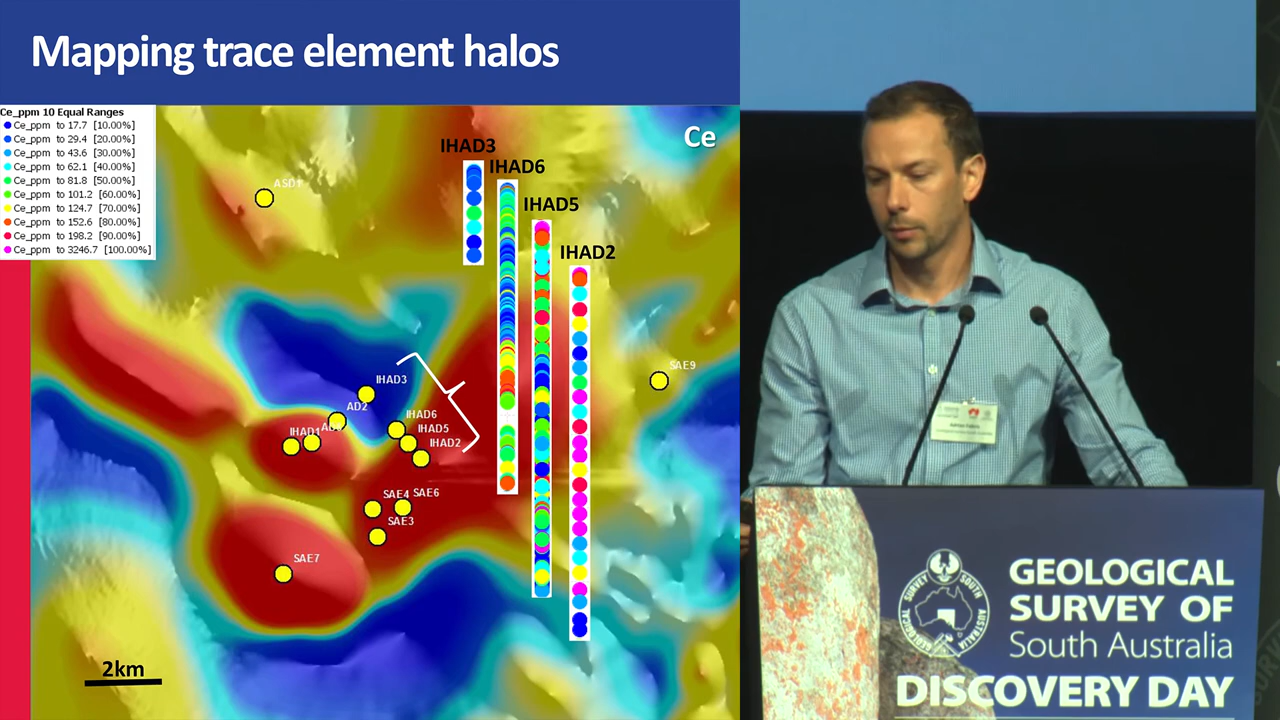 Mapping trace element halos
Ce_ppm 10 Equal Ranges
Ce_ppm to 17.7 [10.00%]
Ce_ppm to 29.4 [20.00%]
Ce_ppm to 43.6 [30.00%]
Ce_ppm to 62.1 [40.00%]
Ce_ppm to 81.8 [50.00%]
Ce_ppm to 101.2 [60.00%]
Ce_ppm to 124.7 [70.00%]
Ce_ppm to 152.6 [80.00%]
Ce_ppm to 198.2 [90.00%]
Ce_ppm to 3246.7 [100.00%]
Ce
IHAD3
IHAD6
IHAD5
IHAD2
ASD1
SAE9
IHAD3
AD2
IHAD6
IHAD5
IHAD1
IHAD2
SAE4
SAE6
SAE3
SAE7
2km
GEOLOGICAL
SURVEY OF
South Australia
DISCOVERY DAY
GEOLOGICAL SURVEY SOUTH AUSTRALIA